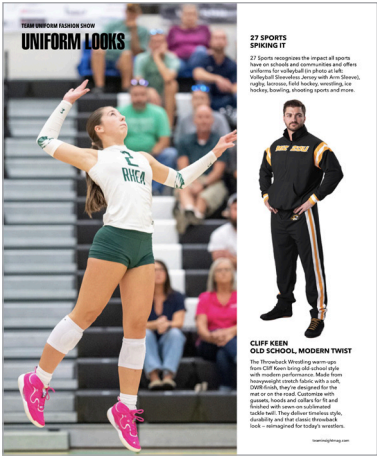 TEAM UNIFORM FASHION SHOW
UNIFORM LOOKS
2
RHEA
27 SPORTS
SPIKING IT
27 Sports recognizes the impact all sports
have on schools and communities and offers
uniforms for volleyball (in photo at left:
Volleyball Sleeveless Jersey with Arm Sleeve),
rugby, lacrosse, field hockey, wrestling, ice
hockey, bowling, shooting sports and more.
CLIFF KEEN
OLD SCHOOL, MODERN TWIST
The Throwback Wrestling warm-ups
from Cliff Keen bring old-school style
with modern performance. Made from
heavyweight stretch fabric with a soft,
DWR-finish, they're designed for the
mat or on the road. Customize with
gussets, hoods and collars for fit and
finished with sewn-on sublimated
tackle twill. They deliver timeless style,
durability and that classic throwback
look — reimagined for today's wrestlers.
teaminsightmag.com